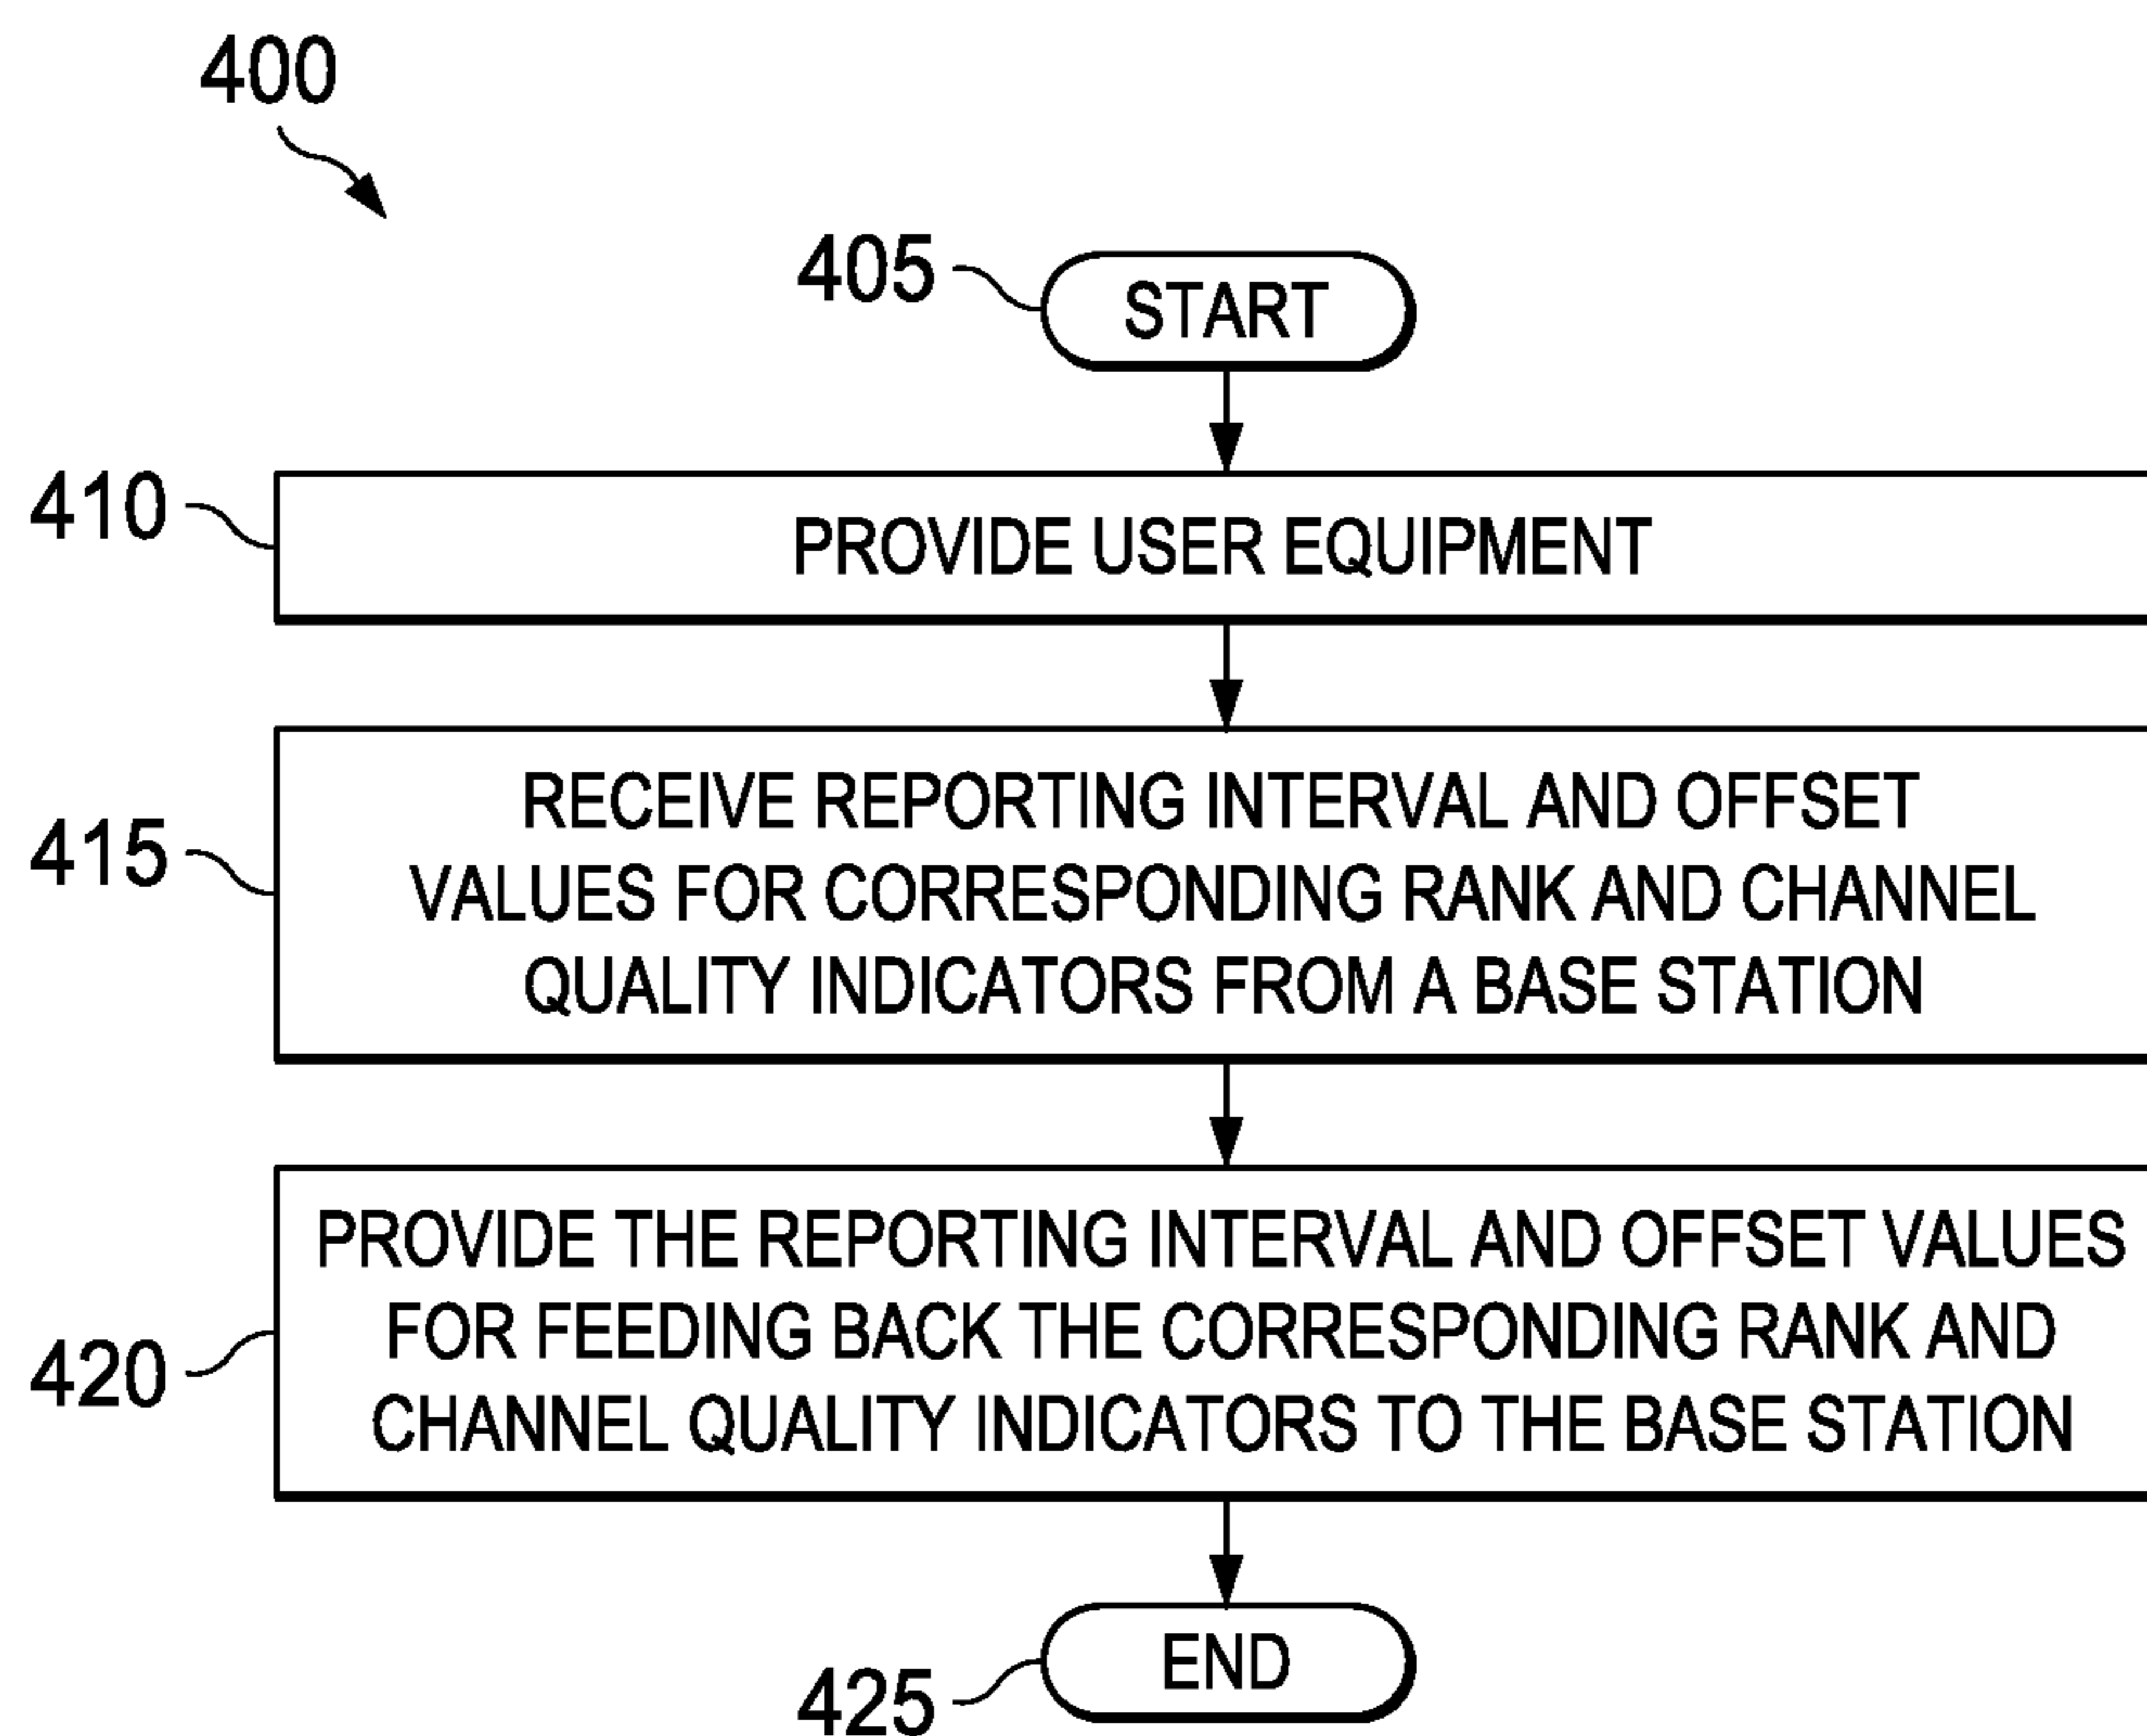 400
405
START
410
PROVIDE USER EQUIPMENT
415
RECEIVE REPORTING INTERVAL AND OFFSET
VALUES FOR CORRESPONDING RANK AND CHANNEL
QUALITY INDICATORS FROM A BASE STATION
420
PROVIDE THE REPORTING INTERVAL AND OFFSET VALUES
FOR FEEDING BACK THE CORRESPONDING RANK AND
CHANNEL QUALITY INDICATORS TO THE BASE STATION
425
END